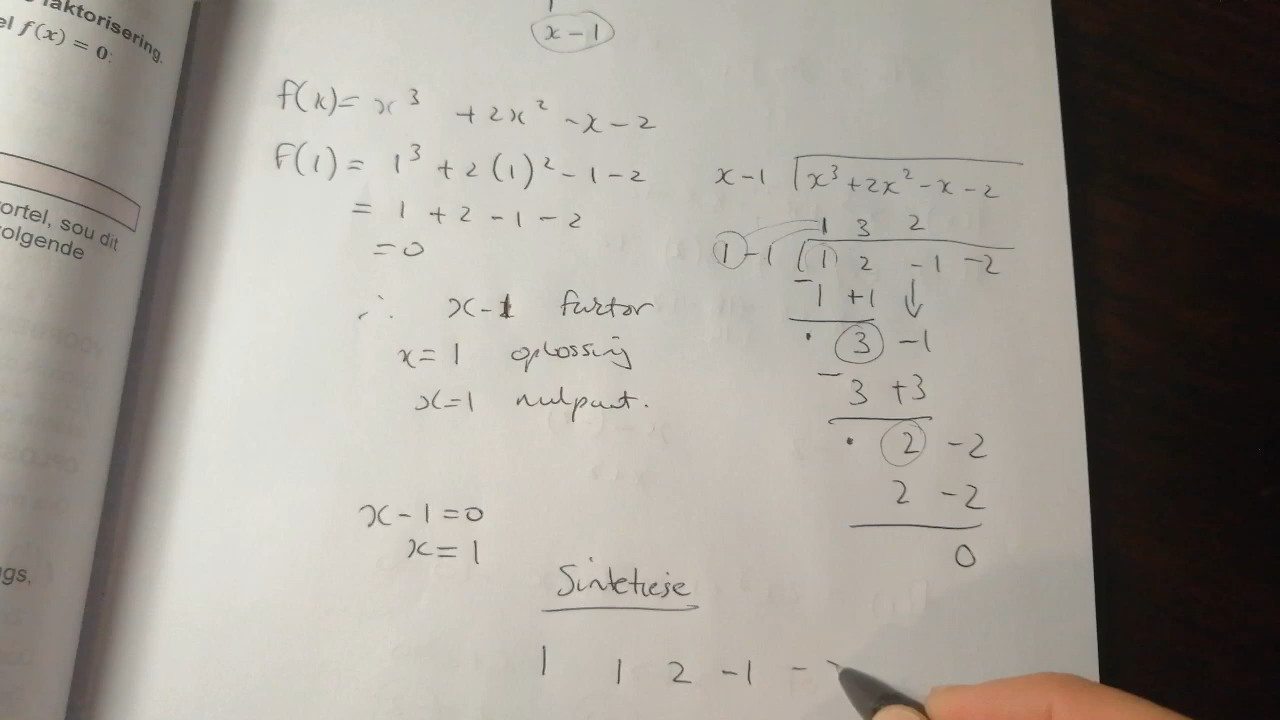 faktorisering.
el f(x) = 0:
ortel, sou dit
olgende
gs,
x - 1
f(x) = x³ + 2x² - x - 2
f(1) = 1³ + 2(1)² - 1 - 2
= 1 + 2 - 1 - 2
= 0
∴ x - 1 faktor
x = 1 oplossing
x = 1 nulpunt.
x - 1 = 0
x = 1
x - 1 x³ + 2x² - x - 2
1 3 2
1 - 1 1 2 - 1 - 2
- 1 + 1 ↓
· 3 - 1
- 3 + 3
· 2 - 2
2 - 2
0
Sintetiese
1 1 2 - 1 -